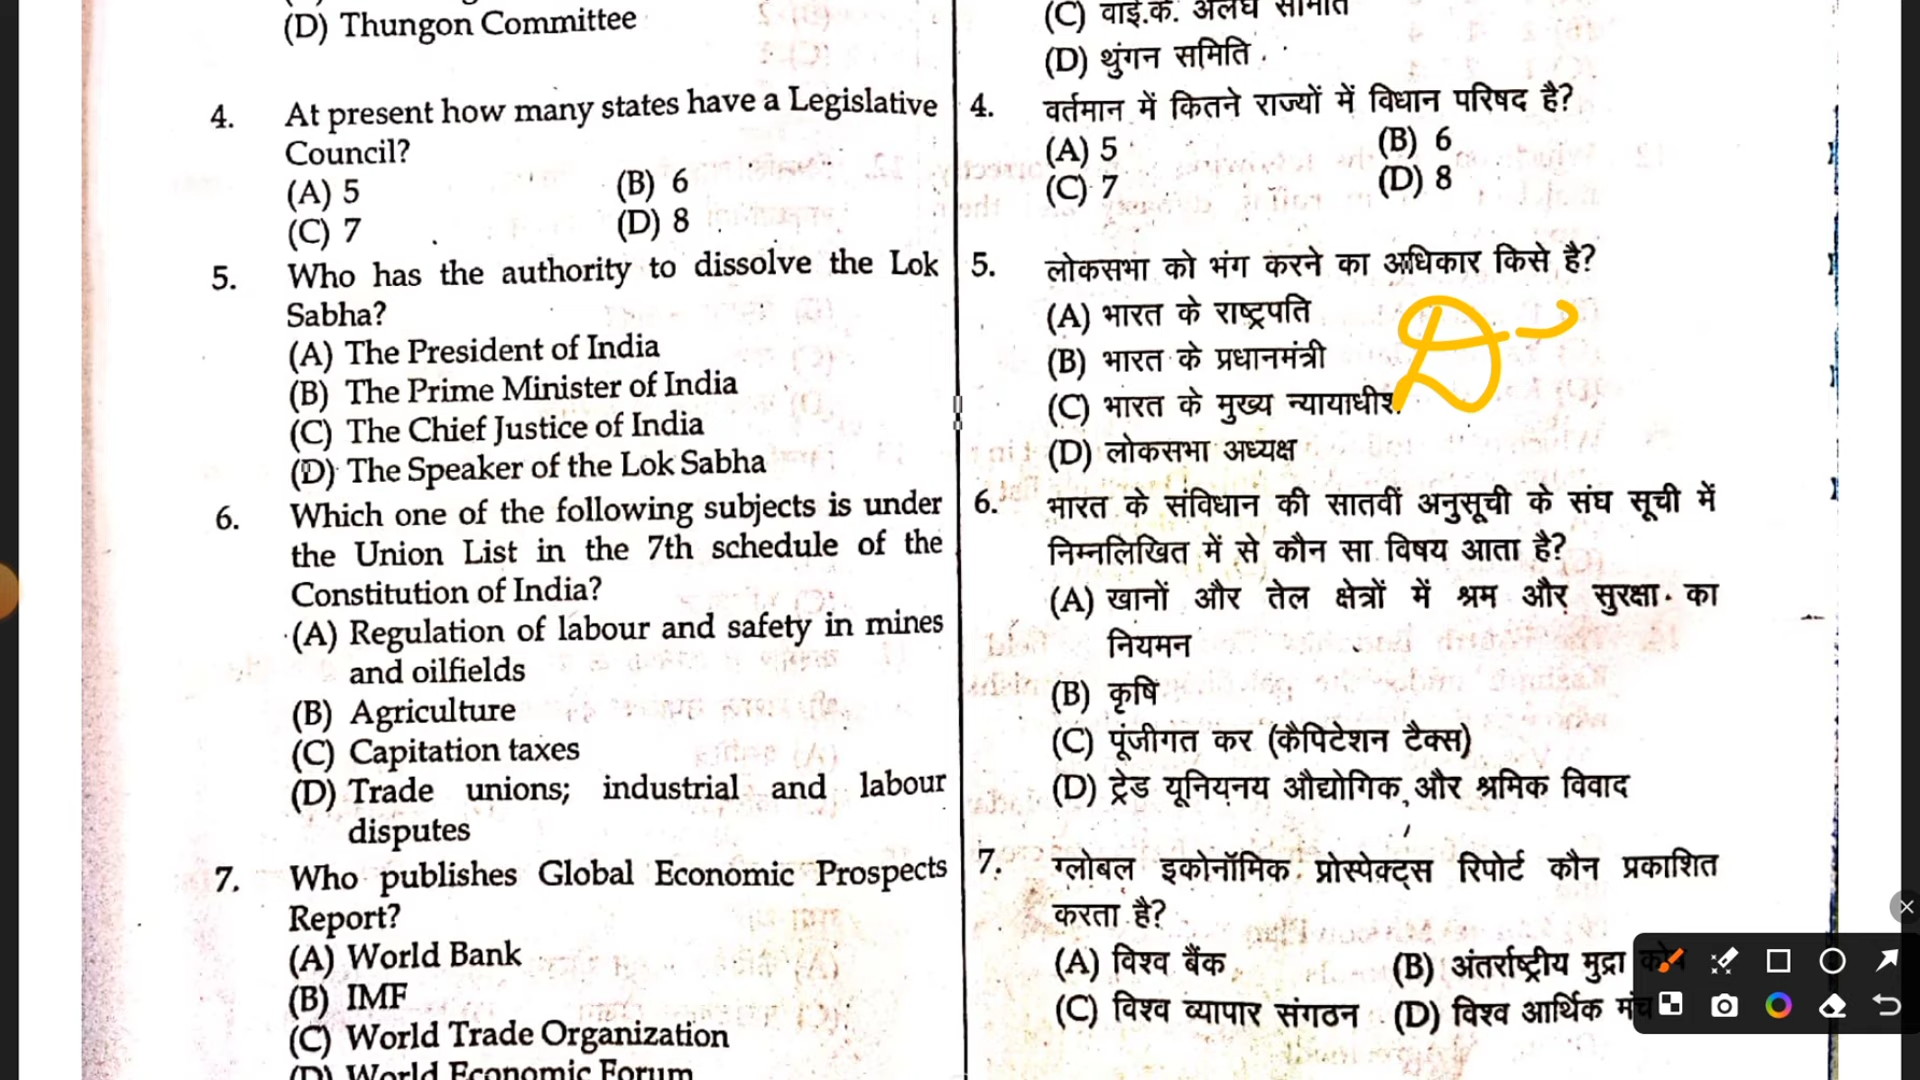 (D) Thungon Committee
4. At present how many states have a Legislative
Council?
(A) 5 (B) 6
(C) 7 (D) 8
5. Who has the authority to dissolve the Lok
Sabha?
(A) The President of India
(B) The Prime Minister of India
(C) The Chief Justice of India
(D) The Speaker of the Lok Sabha
6. Which one of the following subjects is under
the Union List in the 7th schedule of the
Constitution of India?
(A) Regulation of labour and safety in mines
and oilfields
(B) Agriculture
(C) Capitation taxes
(D) Trade unions; industrial and labour
disputes
7. Who publishes Global Economic Prospects
Report?
(A) World Bank
(B) IMF
(C) World Trade Organization
(D) World Economic Forum
(C) वाई.के. अलघ समिति
(D) थुंगन समिति
4. वर्तमान में कितने राज्यों में विधान परिषद है?
(A) 5 (B) 6
(C) 7 (D) 8
5. लोकसभा को भंग करने का अधिकार किसे है?
(A) भारत के राष्ट्रपति
(B) भारत के प्रधानमंत्री
(C) भारत के मुख्य न्यायाधीश
(D) लोकसभा अध्यक्ष
D
6. भारत के संविधान की सातवीं अनुसूची के संघ सूची में
निम्नलिखित में से कौन सा विषय आता है?
(A) खानों और तेल क्षेत्रों में श्रम और सुरक्षा का
नियमन
(B) कृषि
(C) पूंजीगत कर (कैपिटेशन टैक्स)
(D) ट्रेड यूनियनय औद्योगिक और श्रमिक विवाद
7. ग्लोबल इकोनॉमिक प्रोस्पेक्ट्स रिपोर्ट कौन प्रकाशित
करता है?
(A) विश्व बैंक (B) अंतर्राष्ट्रीय मुद्रा
(C) विश्व व्यापार संगठन (D) विश्व आर्थिक मंच